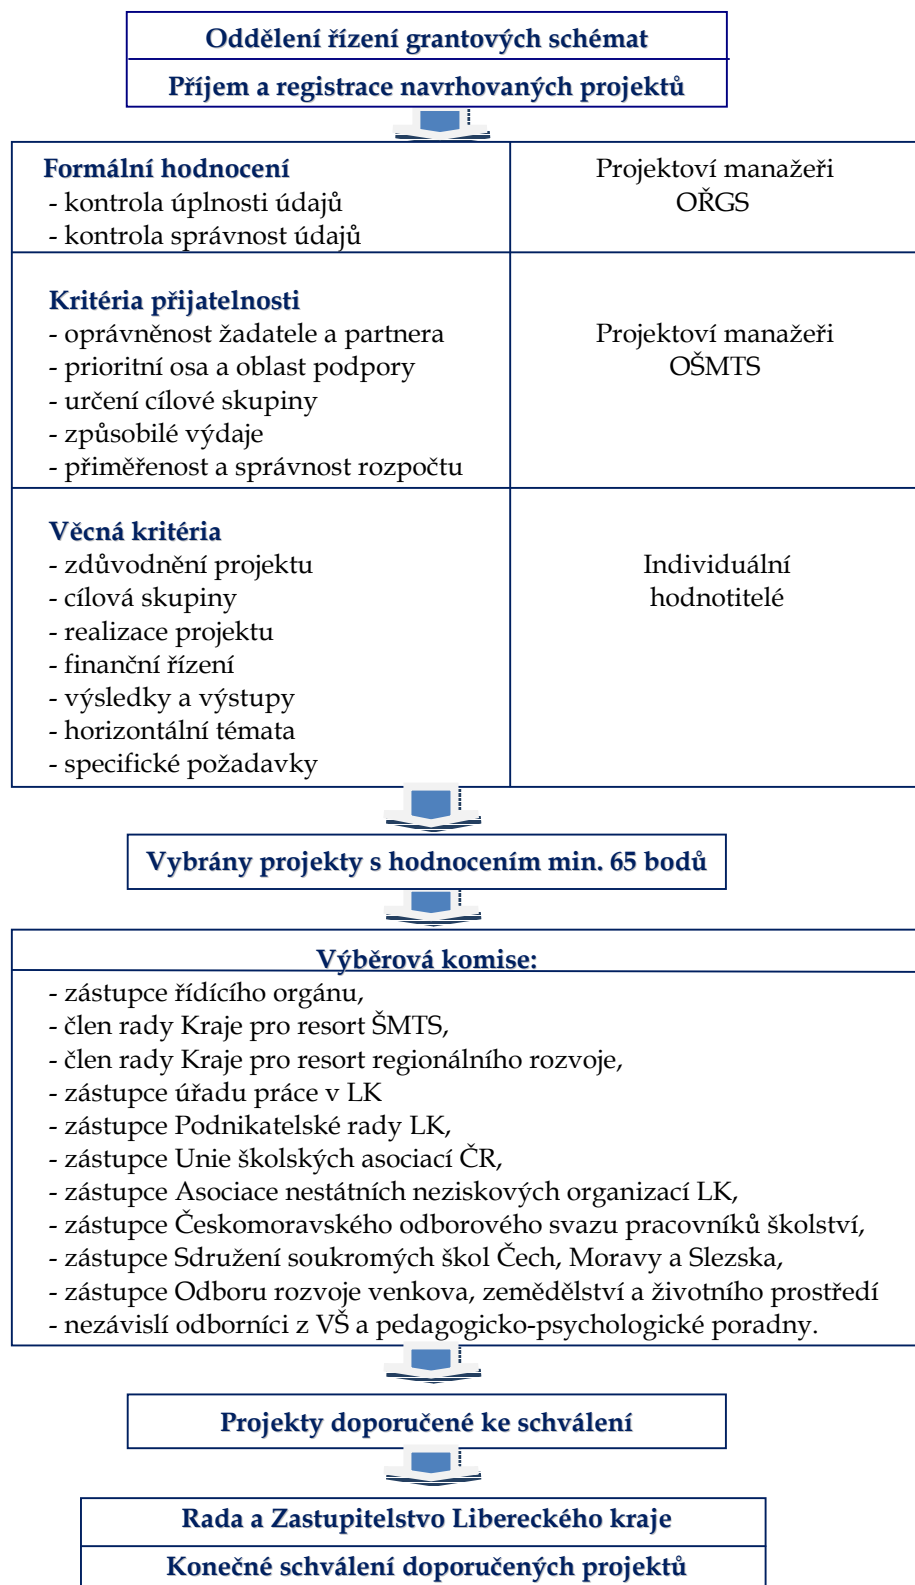 Oddělení řízení grantových schémat
Příjem a registrace navrhovaných projektů
Formální hodnocení
- kontrola úplnosti údajů
- kontrola správnost údajů
Projektoví manažeři
OŘGS
Kritéria přijatelnosti
- oprávněnost žadatele a partnera
- prioritní osa a oblast podpory
- určení cílové skupiny
- způsobilé výdaje
- přiměřenost a správnost rozpočtu
Projektoví manažeři
OŠMTS
Věcná kritéria
- zdůvodnění projektu
- cílová skupiny
- realizace projektu
- finanční řízení
- výsledky a výstupy
- horizontální témata
- specifické požadavky
Individuální
hodnotitelé
Vybrány projekty s hodnocením min. 65 bodů
Výběrová komise:
- zástupce řídícího orgánu,
- člen rady Kraje pro resort ŠMTS,
- člen rady Kraje pro resort regionálního rozvoje,
- zástupce úřadu práce v LK
- zástupce Podnikatelské rady LK,
- zástupce Unie školských asociací ČR,
- zástupce Asociace nestátních neziskových organizací LK,
- zástupce Českomoravského odborového svazu pracovníků školství,
- zástupce Sdružení soukromých škol Čech, Moravy a Slezska,
- zástupce Odboru rozvoje venkova, zemědělství a životního prostředí
- nezávislí odborníci z VŠ a pedagogicko-psychologické poradny.
Projekty doporučené ke schválení
Rada a Zastupitelstvo Libereckého kraje
Konečné schválení doporučených projektů